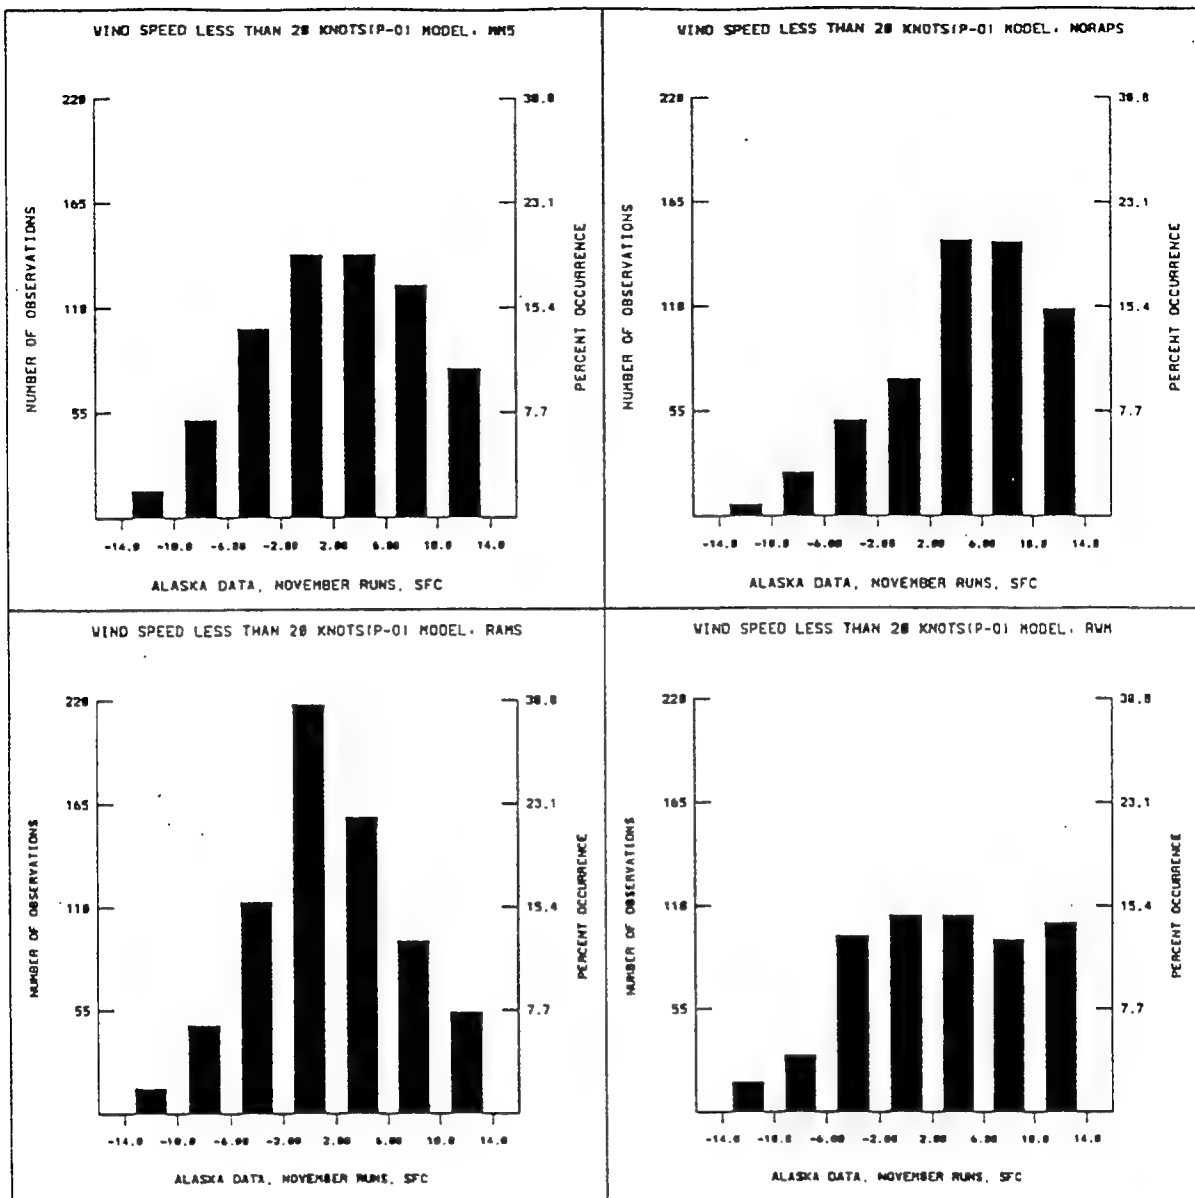 WIND SPEED LESS THAN 20 KNOTS(P-O) MODEL. MM5
220
165
110
55
NUMBER OF OBSERVATIONS
30.8
23.1
15.4
7.7
PERCENT OCCURRENCE
-14.0 -10.0 -6.00 -2.00 2.00 6.00 10.0 14.0
ALASKA DATA, NOVEMBER RUNS, SFC
WIND SPEED LESS THAN 20 KNOTS(P-O) MODEL. NORAPS
220
165
110
55
NUMBER OF OBSERVATIONS
30.8
23.1
15.4
7.7
PERCENT OCCURRENCE
-14.0 -10.0 -6.00 -2.00 2.00 6.00 10.0 14.0
ALASKA DATA, NOVEMBER RUNS, SFC
WIND SPEED LESS THAN 20 KNOTS(P-O) MODEL. RAMS
220
165
110
55
NUMBER OF OBSERVATIONS
30.8
23.1
15.4
7.7
PERCENT OCCURRENCE
-14.0 -10.0 -6.00 -2.00 2.00 6.00 10.0 14.0
ALASKA DATA, NOVEMBER RUNS, SFC
WIND SPEED LESS THAN 20 KNOTS(P-O) MODEL. RWM
220
165
110
55
NUMBER OF OBSERVATIONS
30.8
23.1
15.4
7.7
PERCENT OCCURRENCE
-14.0 -10.0 -6.00 -2.00 2.00 6.00 10.0 14.0
ALASKA DATA, NOVEMBER RUNS, SFC